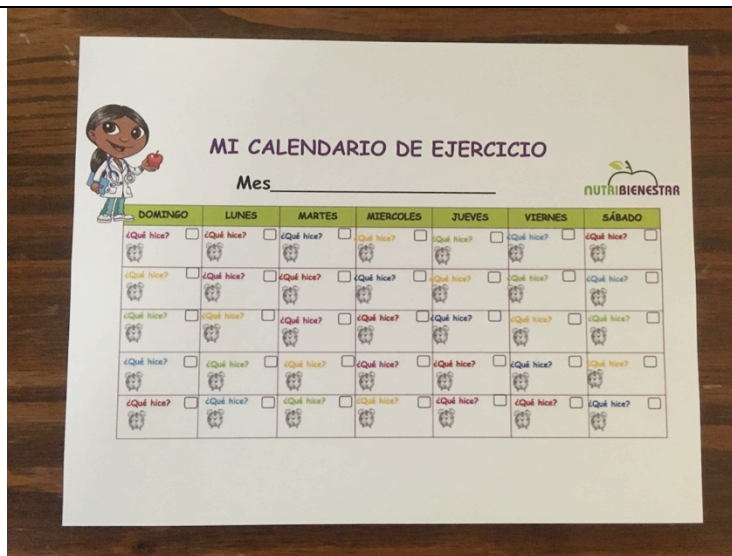 MI CALENDARIO DE EJERCICIO
Mes
NUTRIBIENESTAR
DOMINGO LUNES MARTES MIERCOLES JUEVES VIERNES SÁBADO
¿Qué hice? ¿Qué hice? ¿Qué hice? ¿Qué hice? ¿Qué hice? ¿Qué hice? ¿Qué hice?
¿Qué hice? ¿Qué hice? ¿Qué hice? ¿Qué hice? ¿Qué hice? ¿Qué hice? ¿Qué hice?
¿Qué hice? ¿Qué hice? ¿Qué hice? ¿Qué hice? ¿Qué hice? ¿Qué hice? ¿Qué hice?
¿Qué hice? ¿Qué hice? ¿Qué hice? ¿Qué hice? ¿Qué hice? ¿Qué hice? ¿Qué hice?
¿Qué hice? ¿Qué hice? ¿Qué hice? ¿Qué hice? ¿Qué hice? ¿Qué hice? ¿Qué hice?